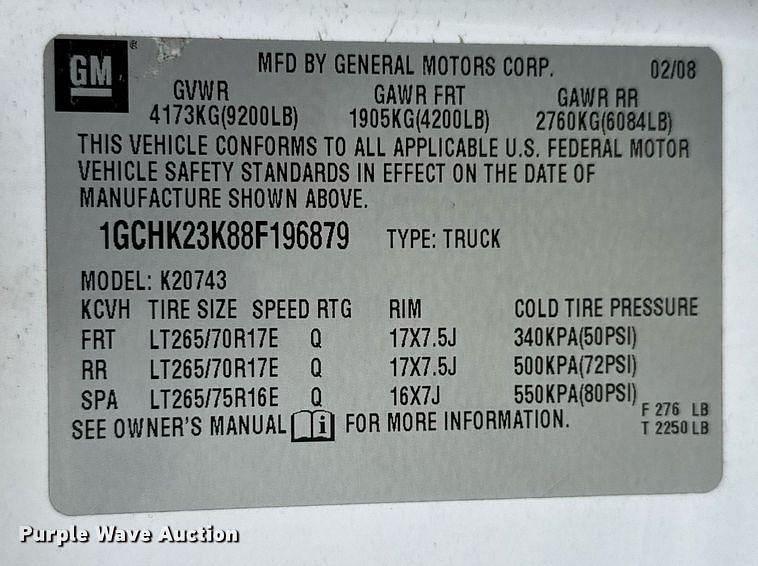 GM® MFD BY GENERAL MOTORS CORP. 02/08
GVWR GAWR FRT GAWR RR
4173KG(9200LB) 1905KG(4200LB) 2760KG(6084LB)
THIS VEHICLE CONFORMS TO ALL APPLICABLE U.S. FEDERAL MOTOR
VEHICLE SAFETY STANDARDS IN EFFECT ON THE DATE OF
MANUFACTURE SHOWN ABOVE.
1GCHK23K88F196879 TYPE: TRUCK
MODEL: K20743
KCVH TIRE SIZE SPEED RTG RIM COLD TIRE PRESSURE
FRT LT265/70R17E Q 17X7.5J 340KPA(50PSI)
RR LT265/70R17E Q 17X7.5J 500KPA(72PSI)
SPA LT265/75R16E Q 16X7J 550KPA(80PSI)
F 276 LB
SEE OWNER'S MANUAL i FOR MORE INFORMATION. T 2250 LB
Purple Wave Auction